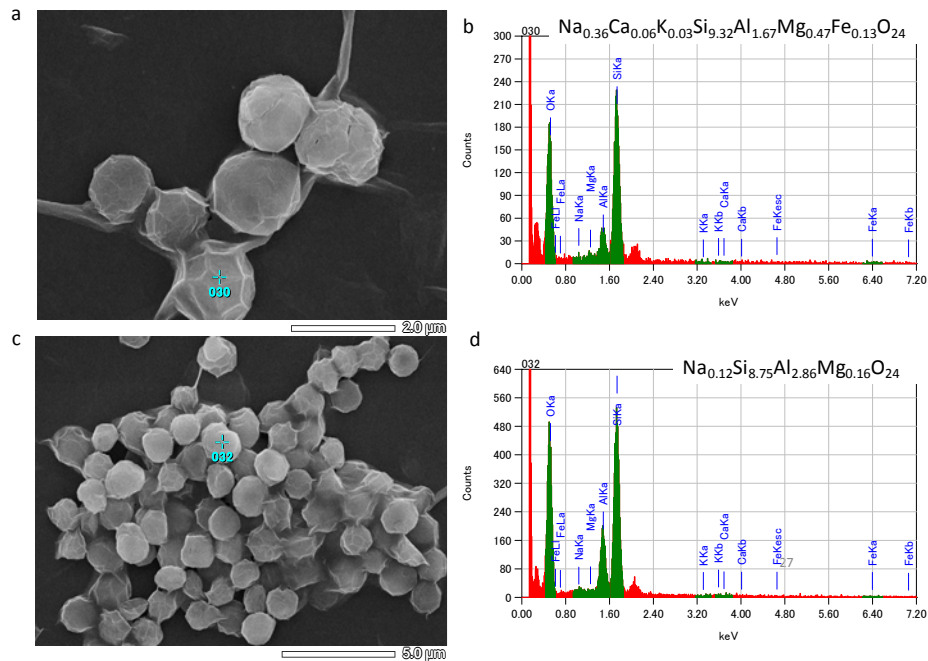 a
030
2.0 μm
b
Na0.36Ca0.06K0.03Si9.32Al1.67Mg0.47Fe0.13O24
030
300
270
240
210
180
150
120
90
60
30
0
Counts
OKa
FeLl
FeLa
NaKa
MgKa
AlKa
SiKa
KKa
KKb
CaKa
CaKb
FeKesc
FeKa
FeKb
0.00 0.80 1.60 2.40 3.20 4.00 4.80 5.60 6.40 7.20
keV
c
032
5.0 μm
d
Na0.12Si8.75Al2.86Mg0.16O24
032
640
560
480
400
320
240
160
80
0
Counts
OKa
FeLl
FeLa
NaKa
MgKa
AlKa
SiKa
KKa
KKb
CaKa
CaKb
FeKesc
27
FeKa
FeKb
0.00 0.80 1.60 2.40 3.20 4.00 4.80 5.60 6.40 7.20
keV